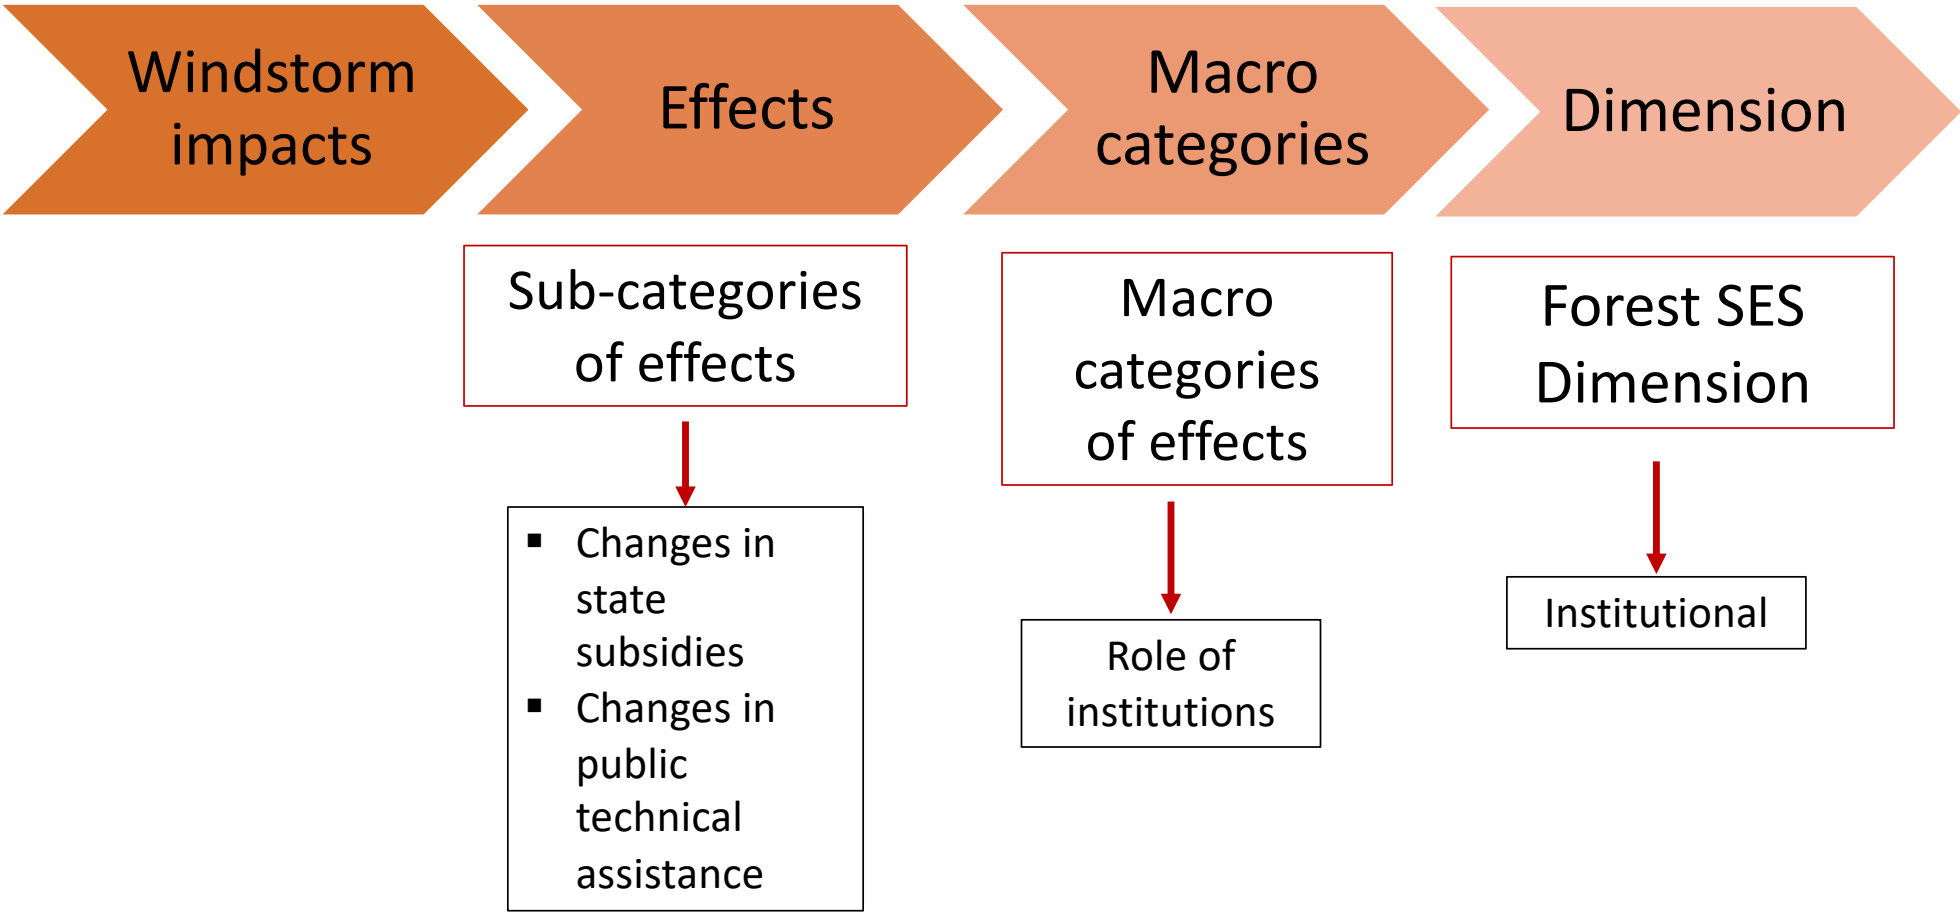 Windstorm
impacts
Effects
Macro
categories
Dimension
Sub-categories
of effects
Macro
categories
of effects
Forest SES
Dimension
▪ Changes in
state
subsidies
▪ Changes in
public
technical
assistance
Role of
institutions
Institutional